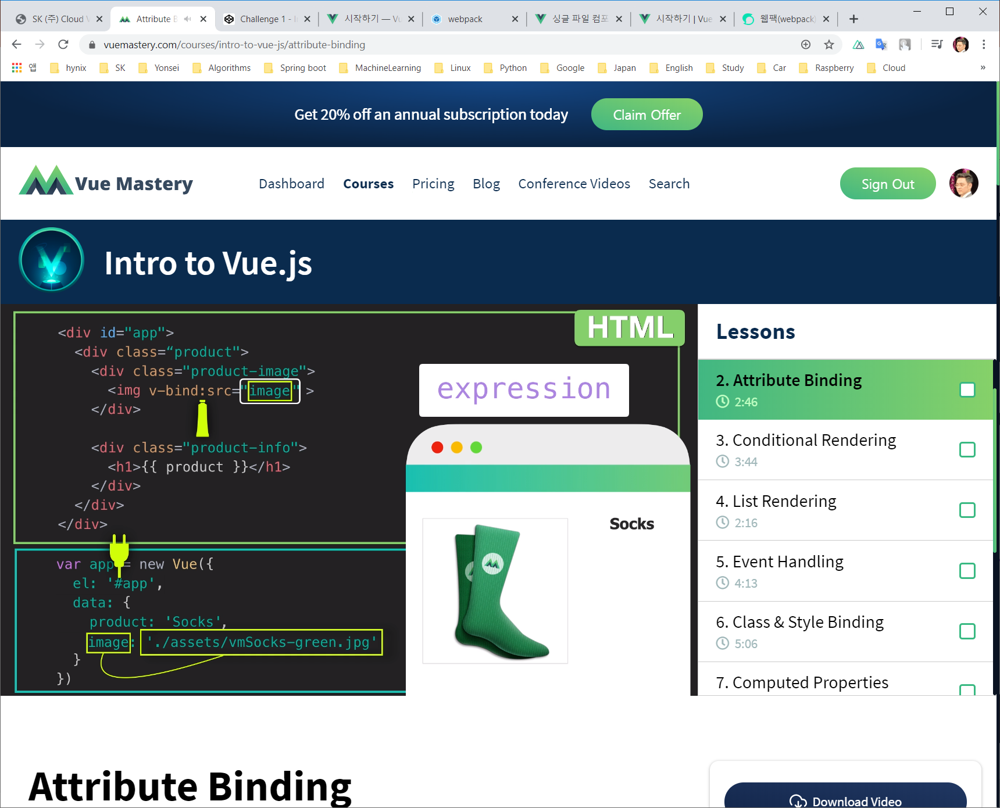 SK (주) Cloud
Attribute B
Challenge 1 - I
시작하기 — Vu
webpack
싱글 파일 컴포
시작하기 | Vue
웹팩(webpack)
vuemastery.com/courses/intro-to-vue-js/attribute-binding
앱
hynix
SK
Yonsei
Algorithms
Spring boot
MachineLearning
Linux
Python
Google
Japan
English
Study
Car
Raspberry
Cloud
»
Get 20% off an annual subscription today
Claim Offer
Vue Mastery
Dashboard
Courses
Pricing
Blog
Conference Videos
Search
Sign Out
Intro to Vue.js
HTML
<div id="app">
<div class=“product">
<div class="product-image">
<img v-bind:src="image" >
</div>
<div class="product-info">
<h1>{{ product }}</h1>
</div>
</div>
</div>
expression
Socks
var app = new Vue({
el: '#app',
data: {
product: 'Socks',
image: './assets/vmSocks-green.jpg'
}
})
Lessons
2. Attribute Binding
2:46
3. Conditional Rendering
3:44
4. List Rendering
2:16
5. Event Handling
4:13
6. Class & Style Binding
5:06
7. Computed Properties
Attribute Binding
Download Video